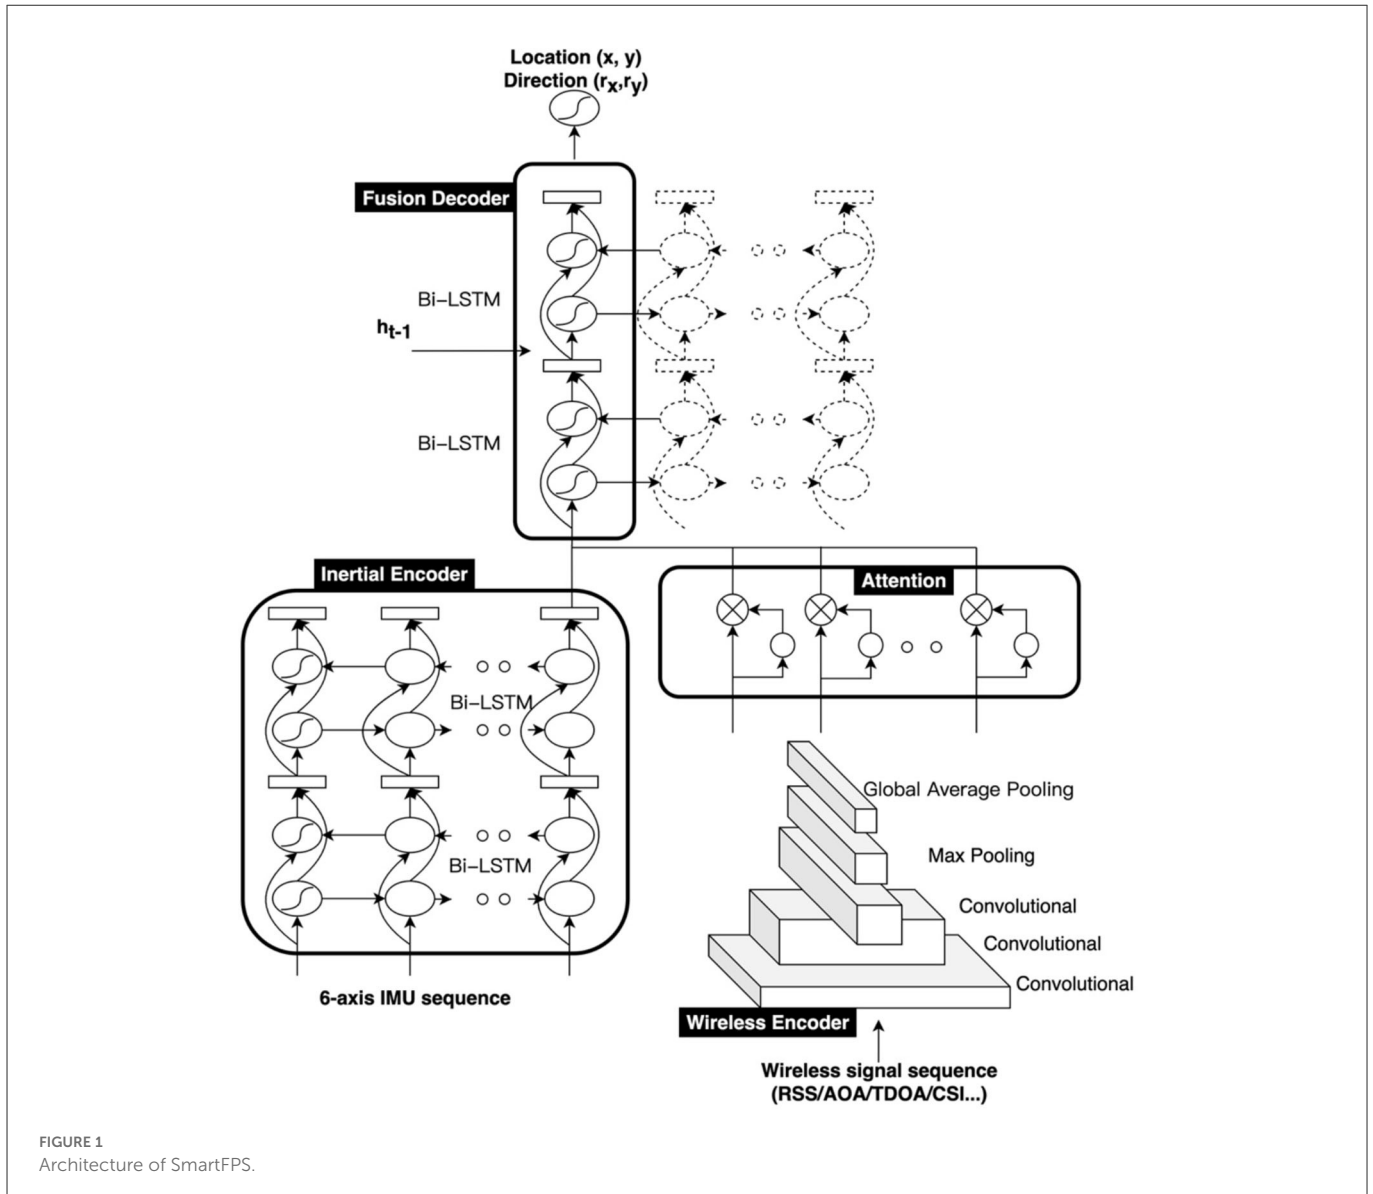 Location (x, y)
Direction (rx,ry)
Fusion Decoder
Bi-LSTM
ht-1
Bi-LSTM
Inertial Encoder
Attention
Bi-LSTM
Global Average Pooling
Max Pooling
Bi-LSTM
Convolutional
Convolutional
Convolutional
6-axis IMU sequence
Wireless Encoder
Wireless signal sequence
(RSS/AOA/TDOA/CSI...)
FIGURE 1
Architecture of SmartFPS.